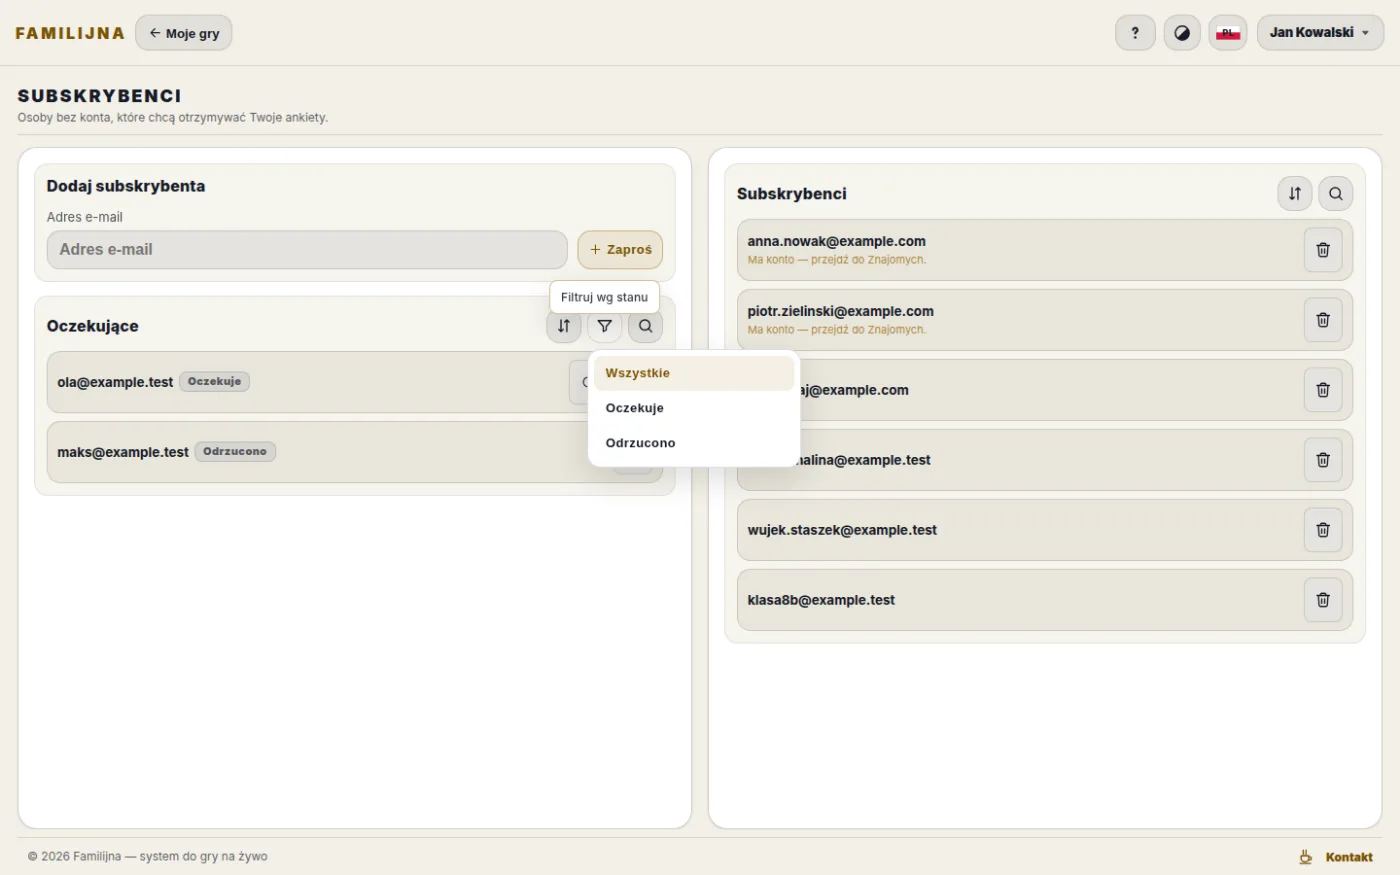 FAMILIJNA
← Moje gry
?
PL
Jan Kowalski
SUBSKRYBENCI
Osoby bez konta, które chcą otrzymywać Twoje ankiety.
Dodaj subskrybenta
Adres e-mail
Adres e-mail
+ Zaproś
Filtruj wg stanu
Oczekujące
ola@example.test Oczekuje
maks@example.test Odrzucono
Wszystkie
Oczekuje
Odrzucono
Subskrybenci
anna.nowak@example.com
Ma konto — przejdź do Znajomych.
piotr.zielinski@example.com
Ma konto — przejdź do Znajomych.
@example.com
@example.test
wujek.staszek@example.test
klasa8b@example.test
© 2026 Familijna — system do gry na żywo
Kontakt